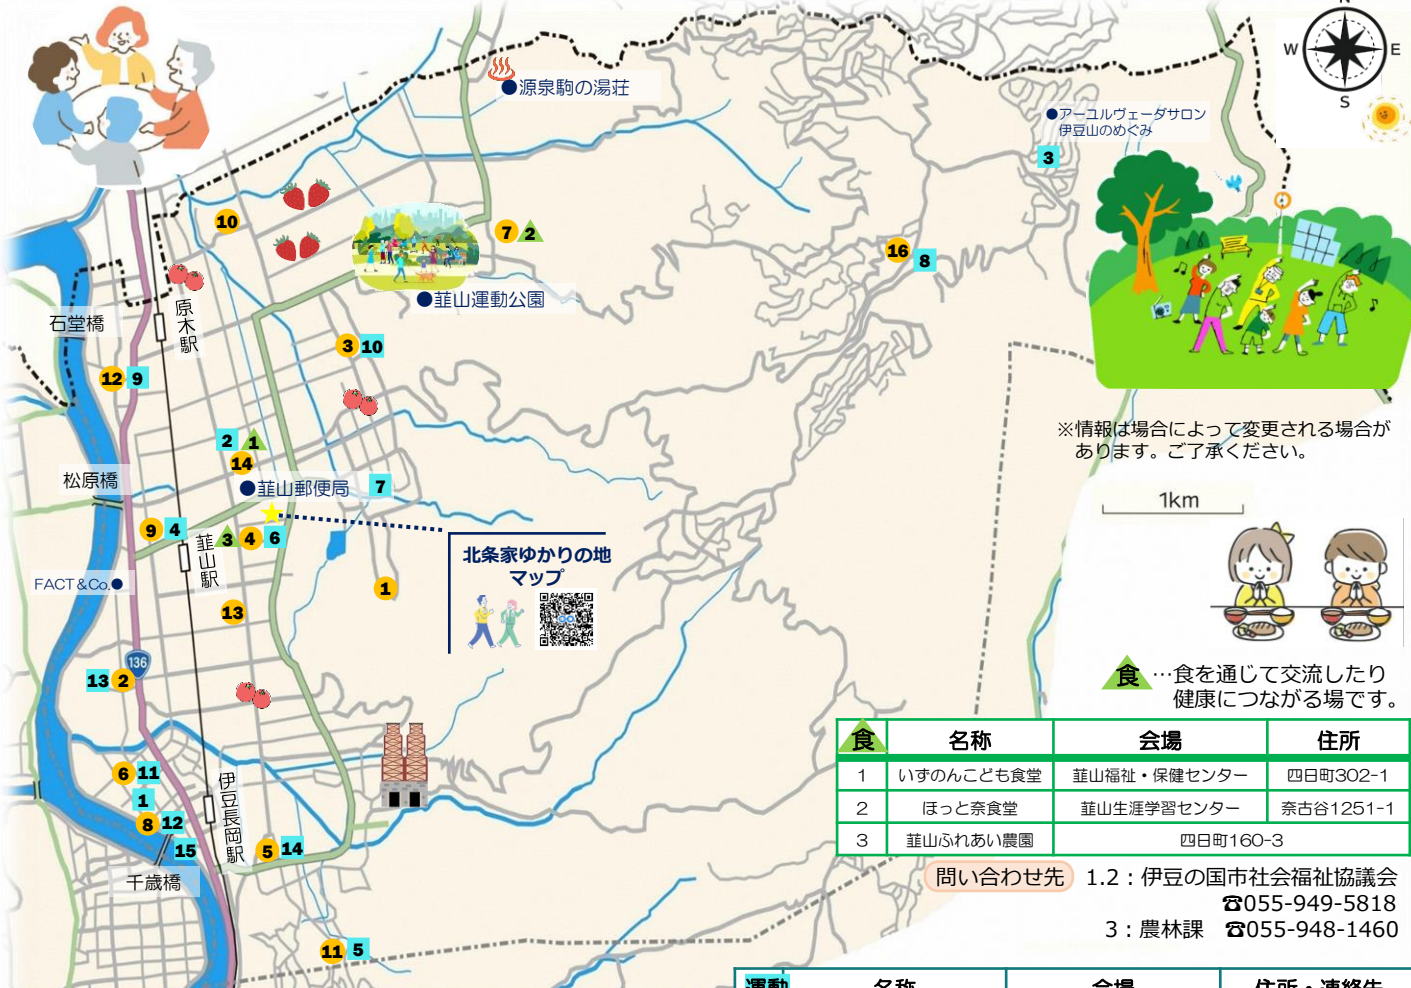 N
W E
S
源泉駒の湯荘
アーユルヴェーダサロン
伊豆山のめぐみ
3
10
7 2
16
8
韮山運動公園
原木駅
石堂橋
3 10
12 9
2 1
14
松原橋
韮山郵便局
7
9 4
韮山駅
3 4 6
北条家ゆかりの地
マップ
FACT&Co.
1
13
136
13 2
6 11
1
8 12
15
伊豆長岡駅
5 14
千歳橋
11 5
※情報は場合によって変更される場合が
あります。ご了承ください。
1km
食 …食を通じて交流したり
健康につながる場です。
食 名称 会場 住所
1 いずのんこども食堂 韮山福祉・保健センター 四日町302-1
2 ほっと奈食堂 韮山生涯学習センター 奈古谷1251-1
3 韮山ふれあい農園 四日町160-3
問い合わせ先 1.2:伊豆の国市社会福祉協議会
☎055-949-5818
3:農林課 ☎055-948-1460
運動 名称 会場 住所・連絡先